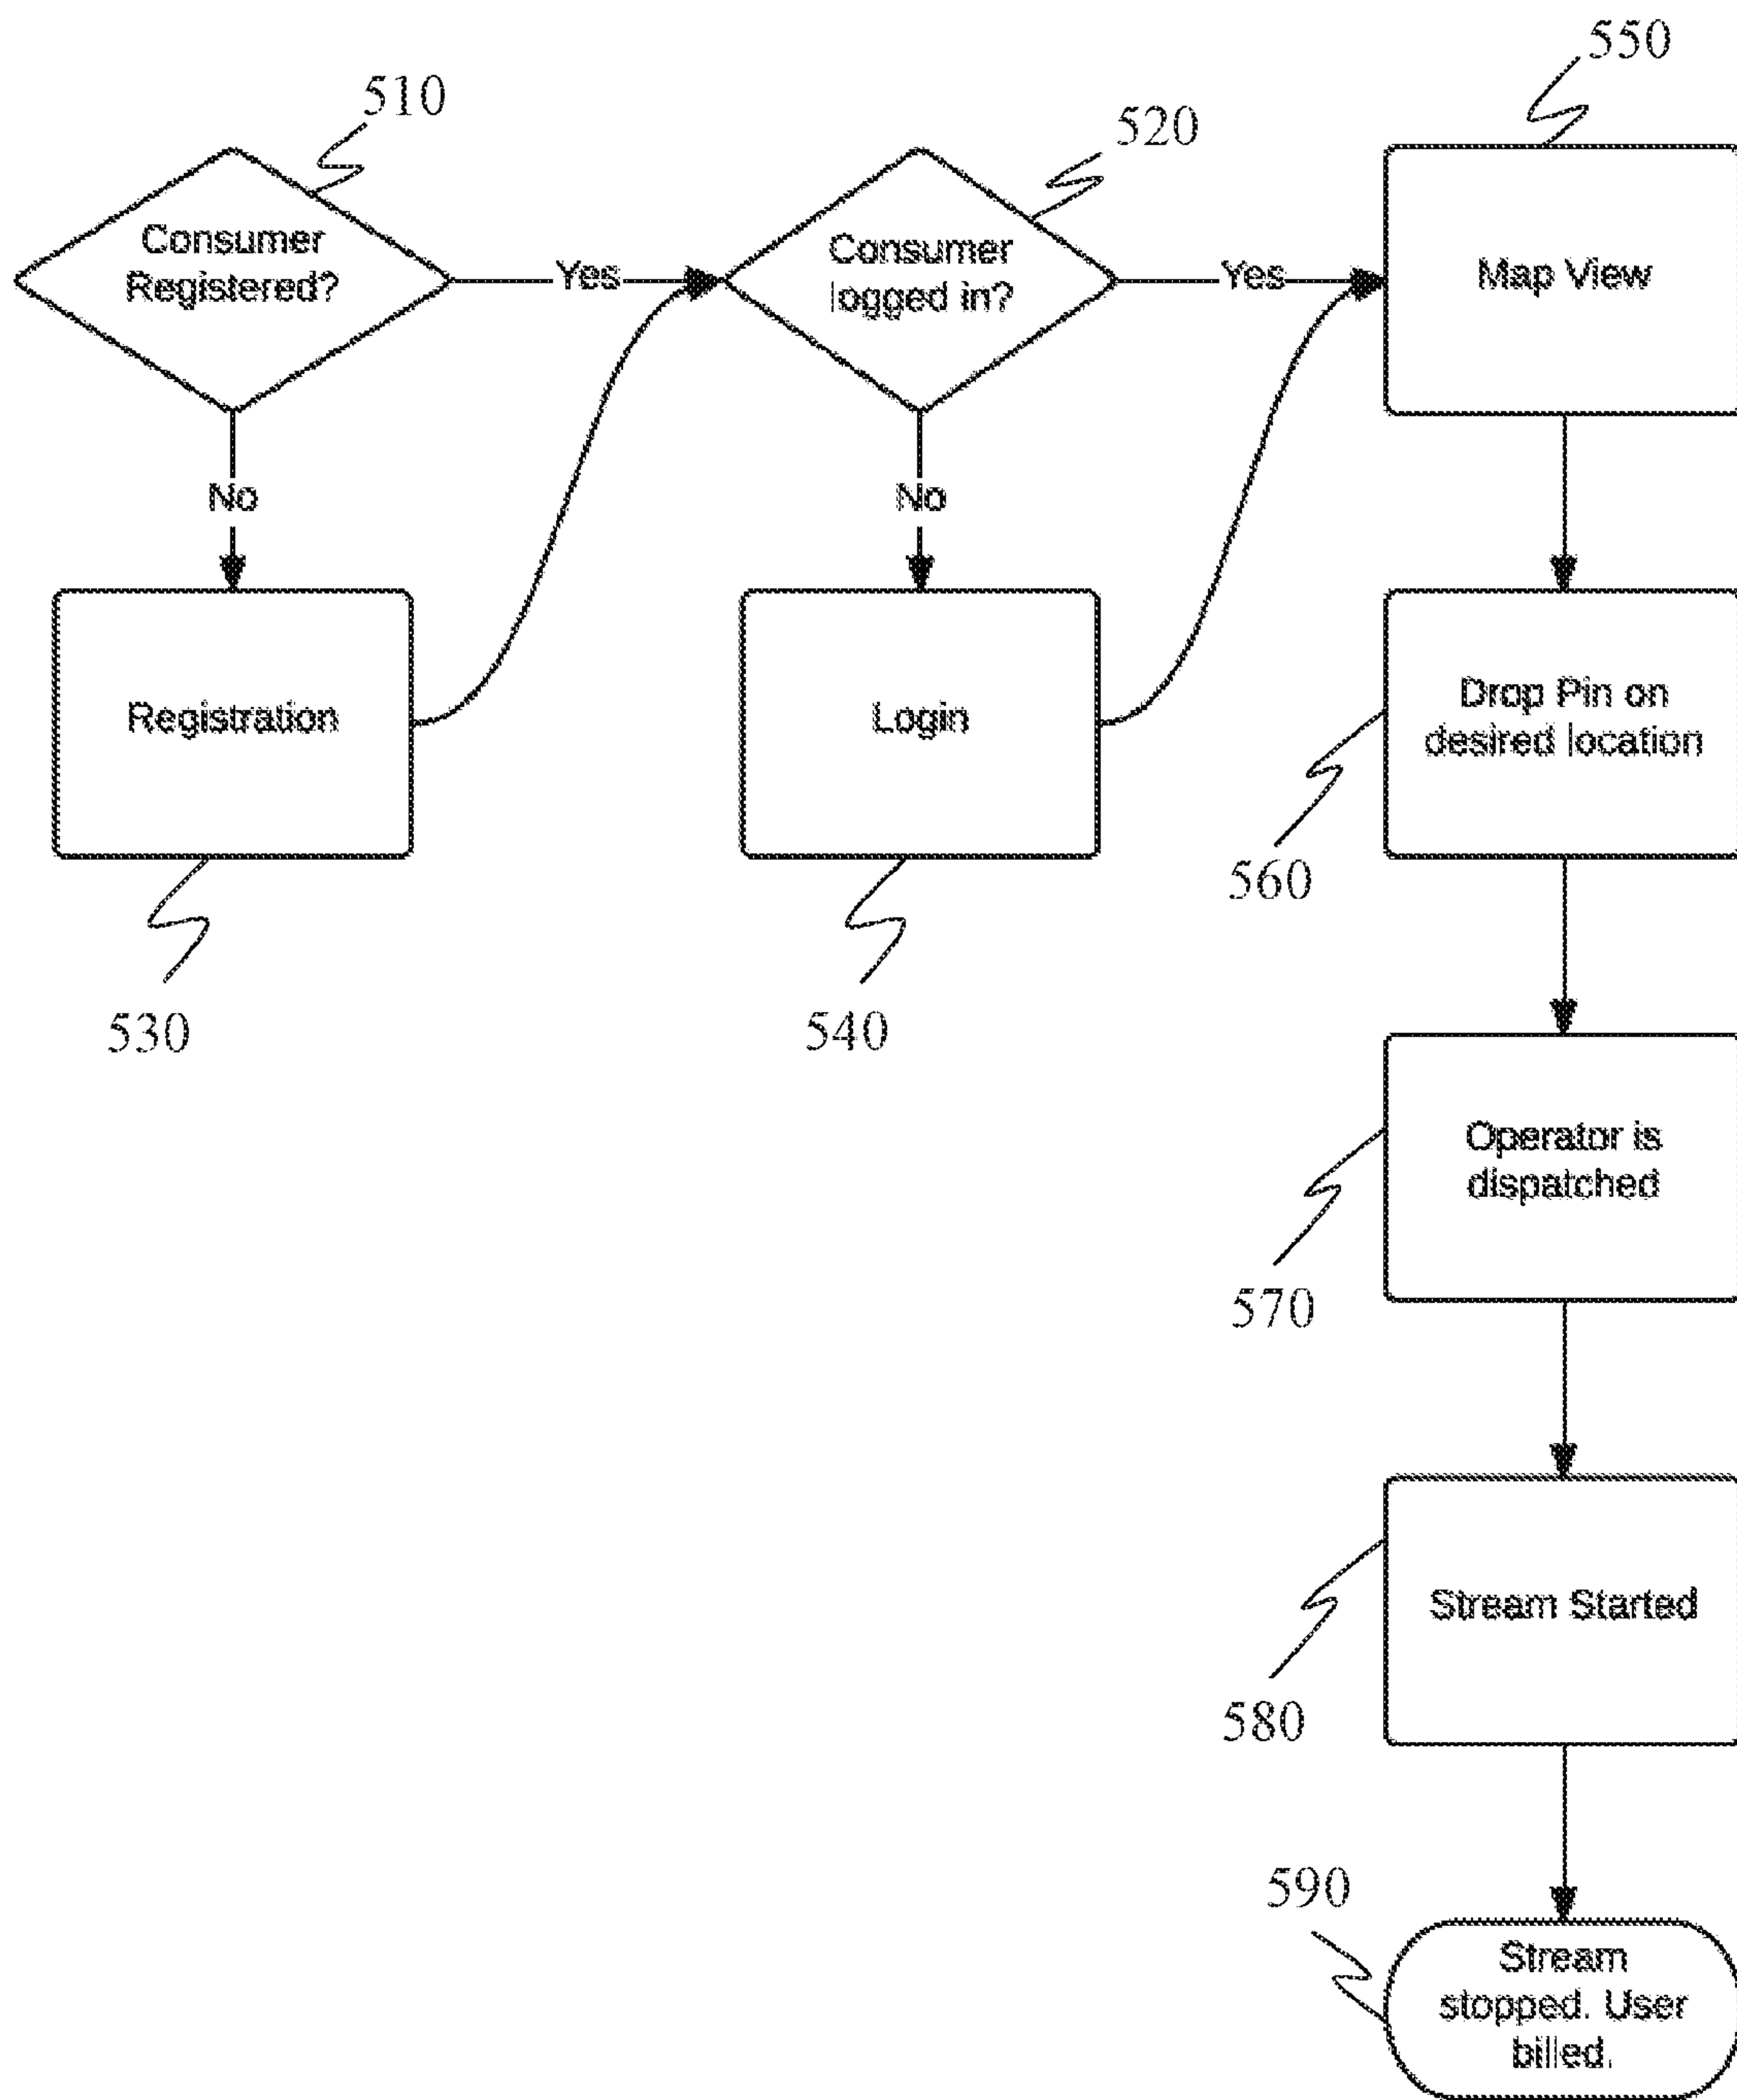 510
Consumer
Registered?
Yes
No
Registration
530
520
Consumer
logged in?
Yes
No
Login
540
550
Map View
Drop Pin on
desired location
560
Operator is
dispatched
570
Stream Started
580
590
Stream
stopped. User
billed.